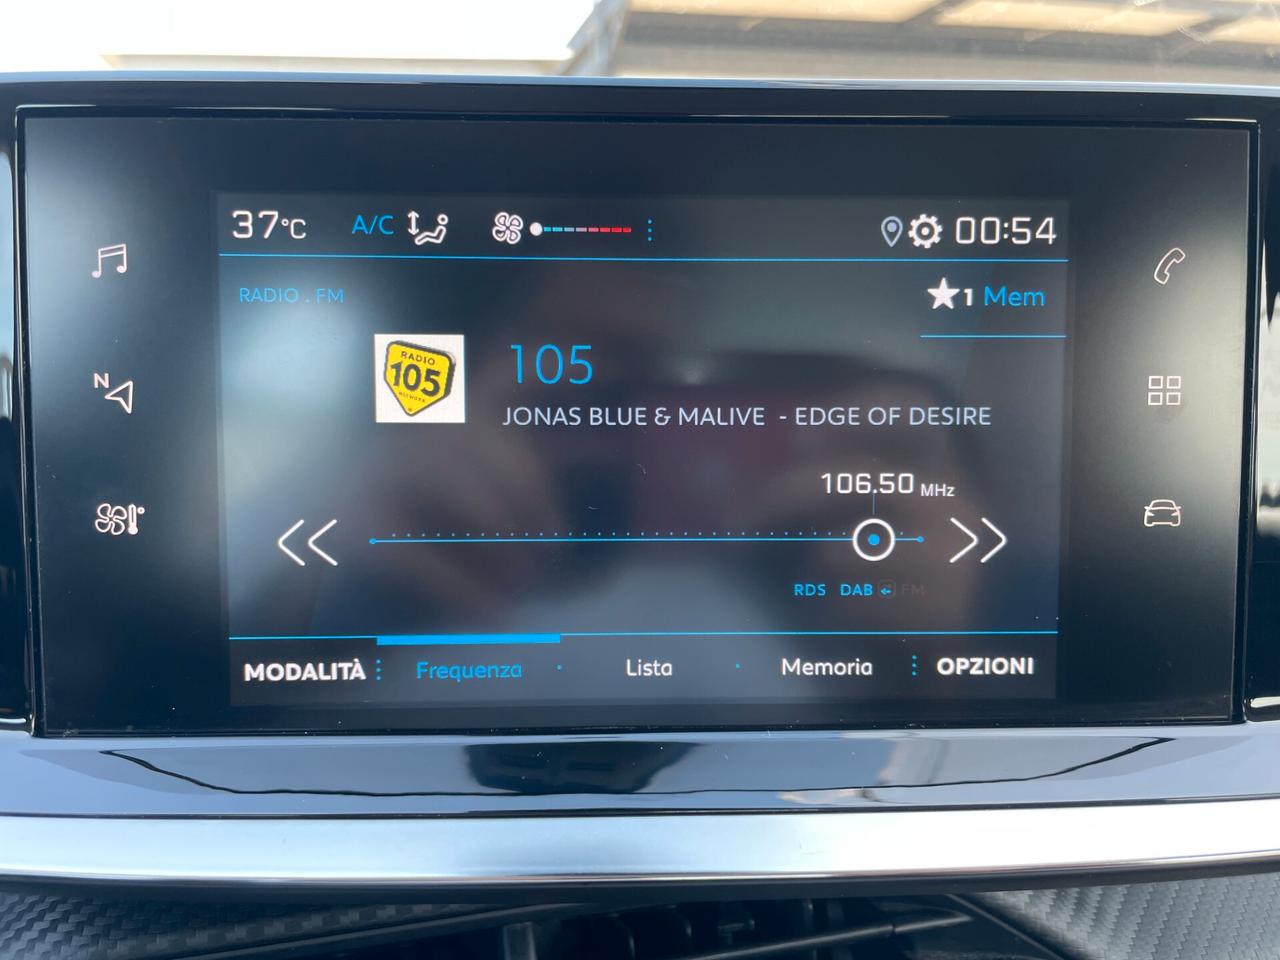 37°C A/C 00:54
RADIO . FM
1 Mem
RADIO
105
NETWORK
105
JONAS BLUE & MALIVE - EDGE OF DESIRE
106.50 MHz
N
RDS DAB FM
MODALITÀ Frequenza Lista Memoria OPZIONI